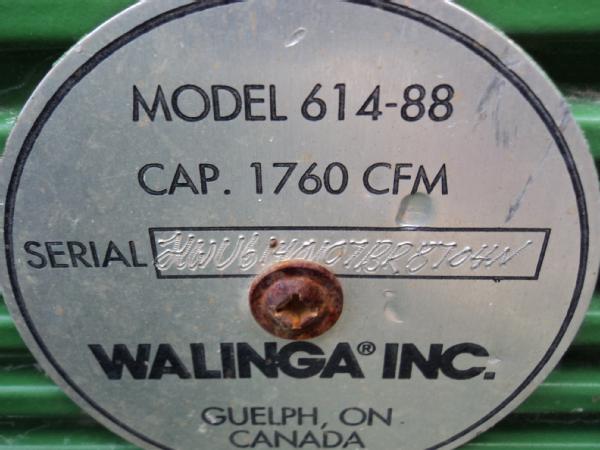 MODEL 614-88
CAP. 1760 CFM
SERIAL
WALINGA® INC.
GUELPH, ON
CANADA